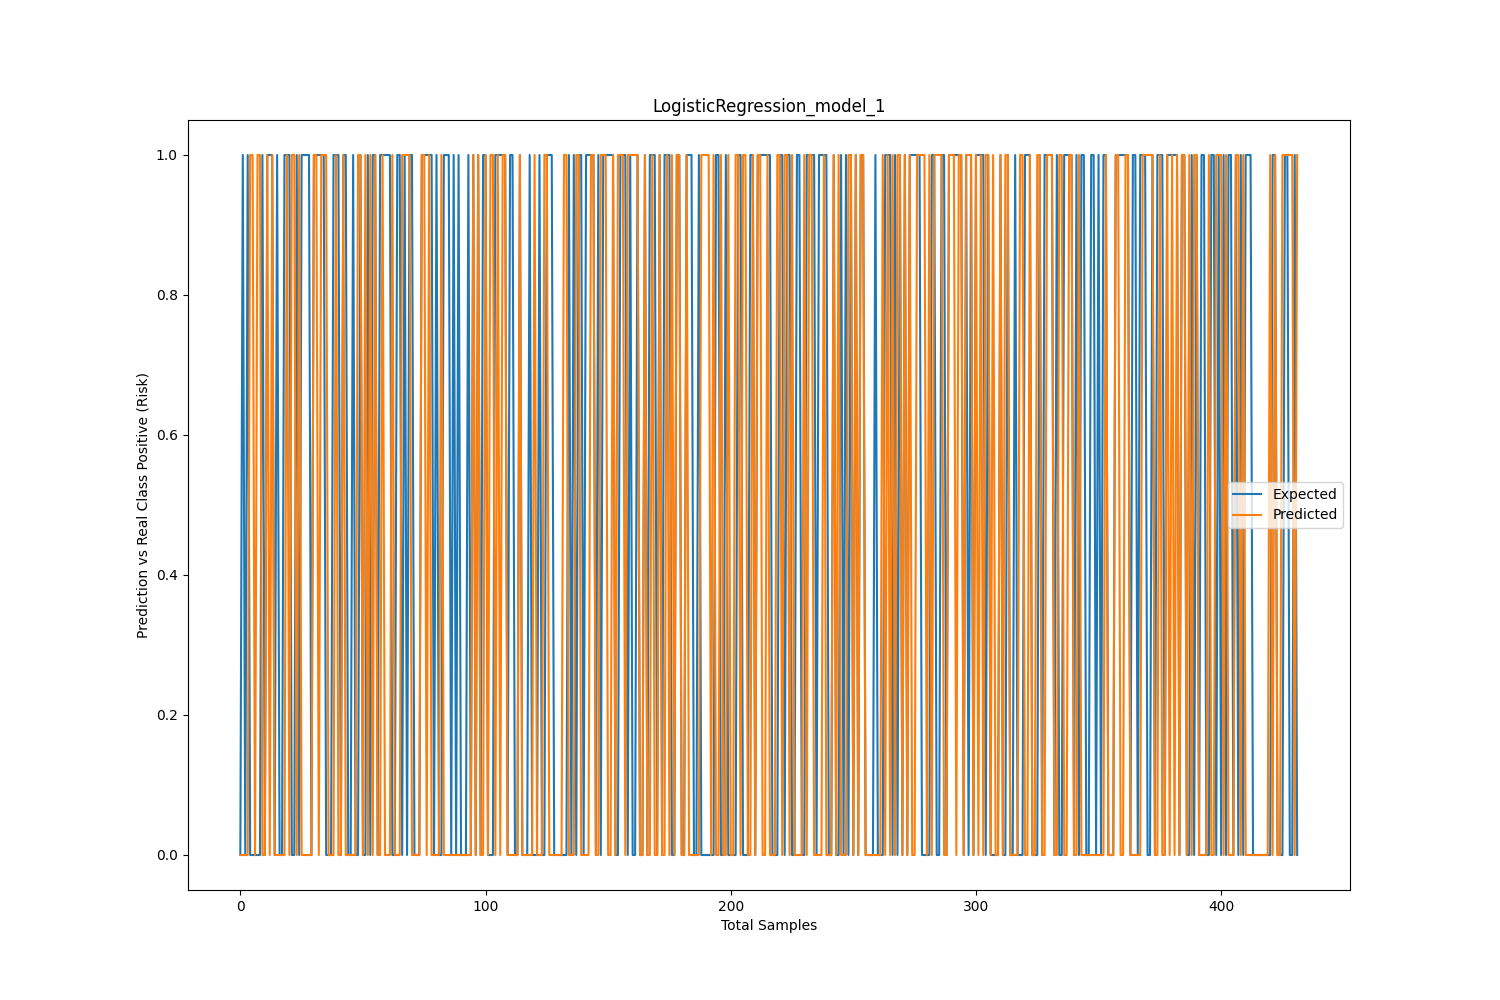 LogisticRegression_model_1
Prediction vs Real Class Positive (Risk)
1.0
0.8
0.6
0.4
0.2
0.0
Expected
Predicted
0
100
200
300
400
Total Samples